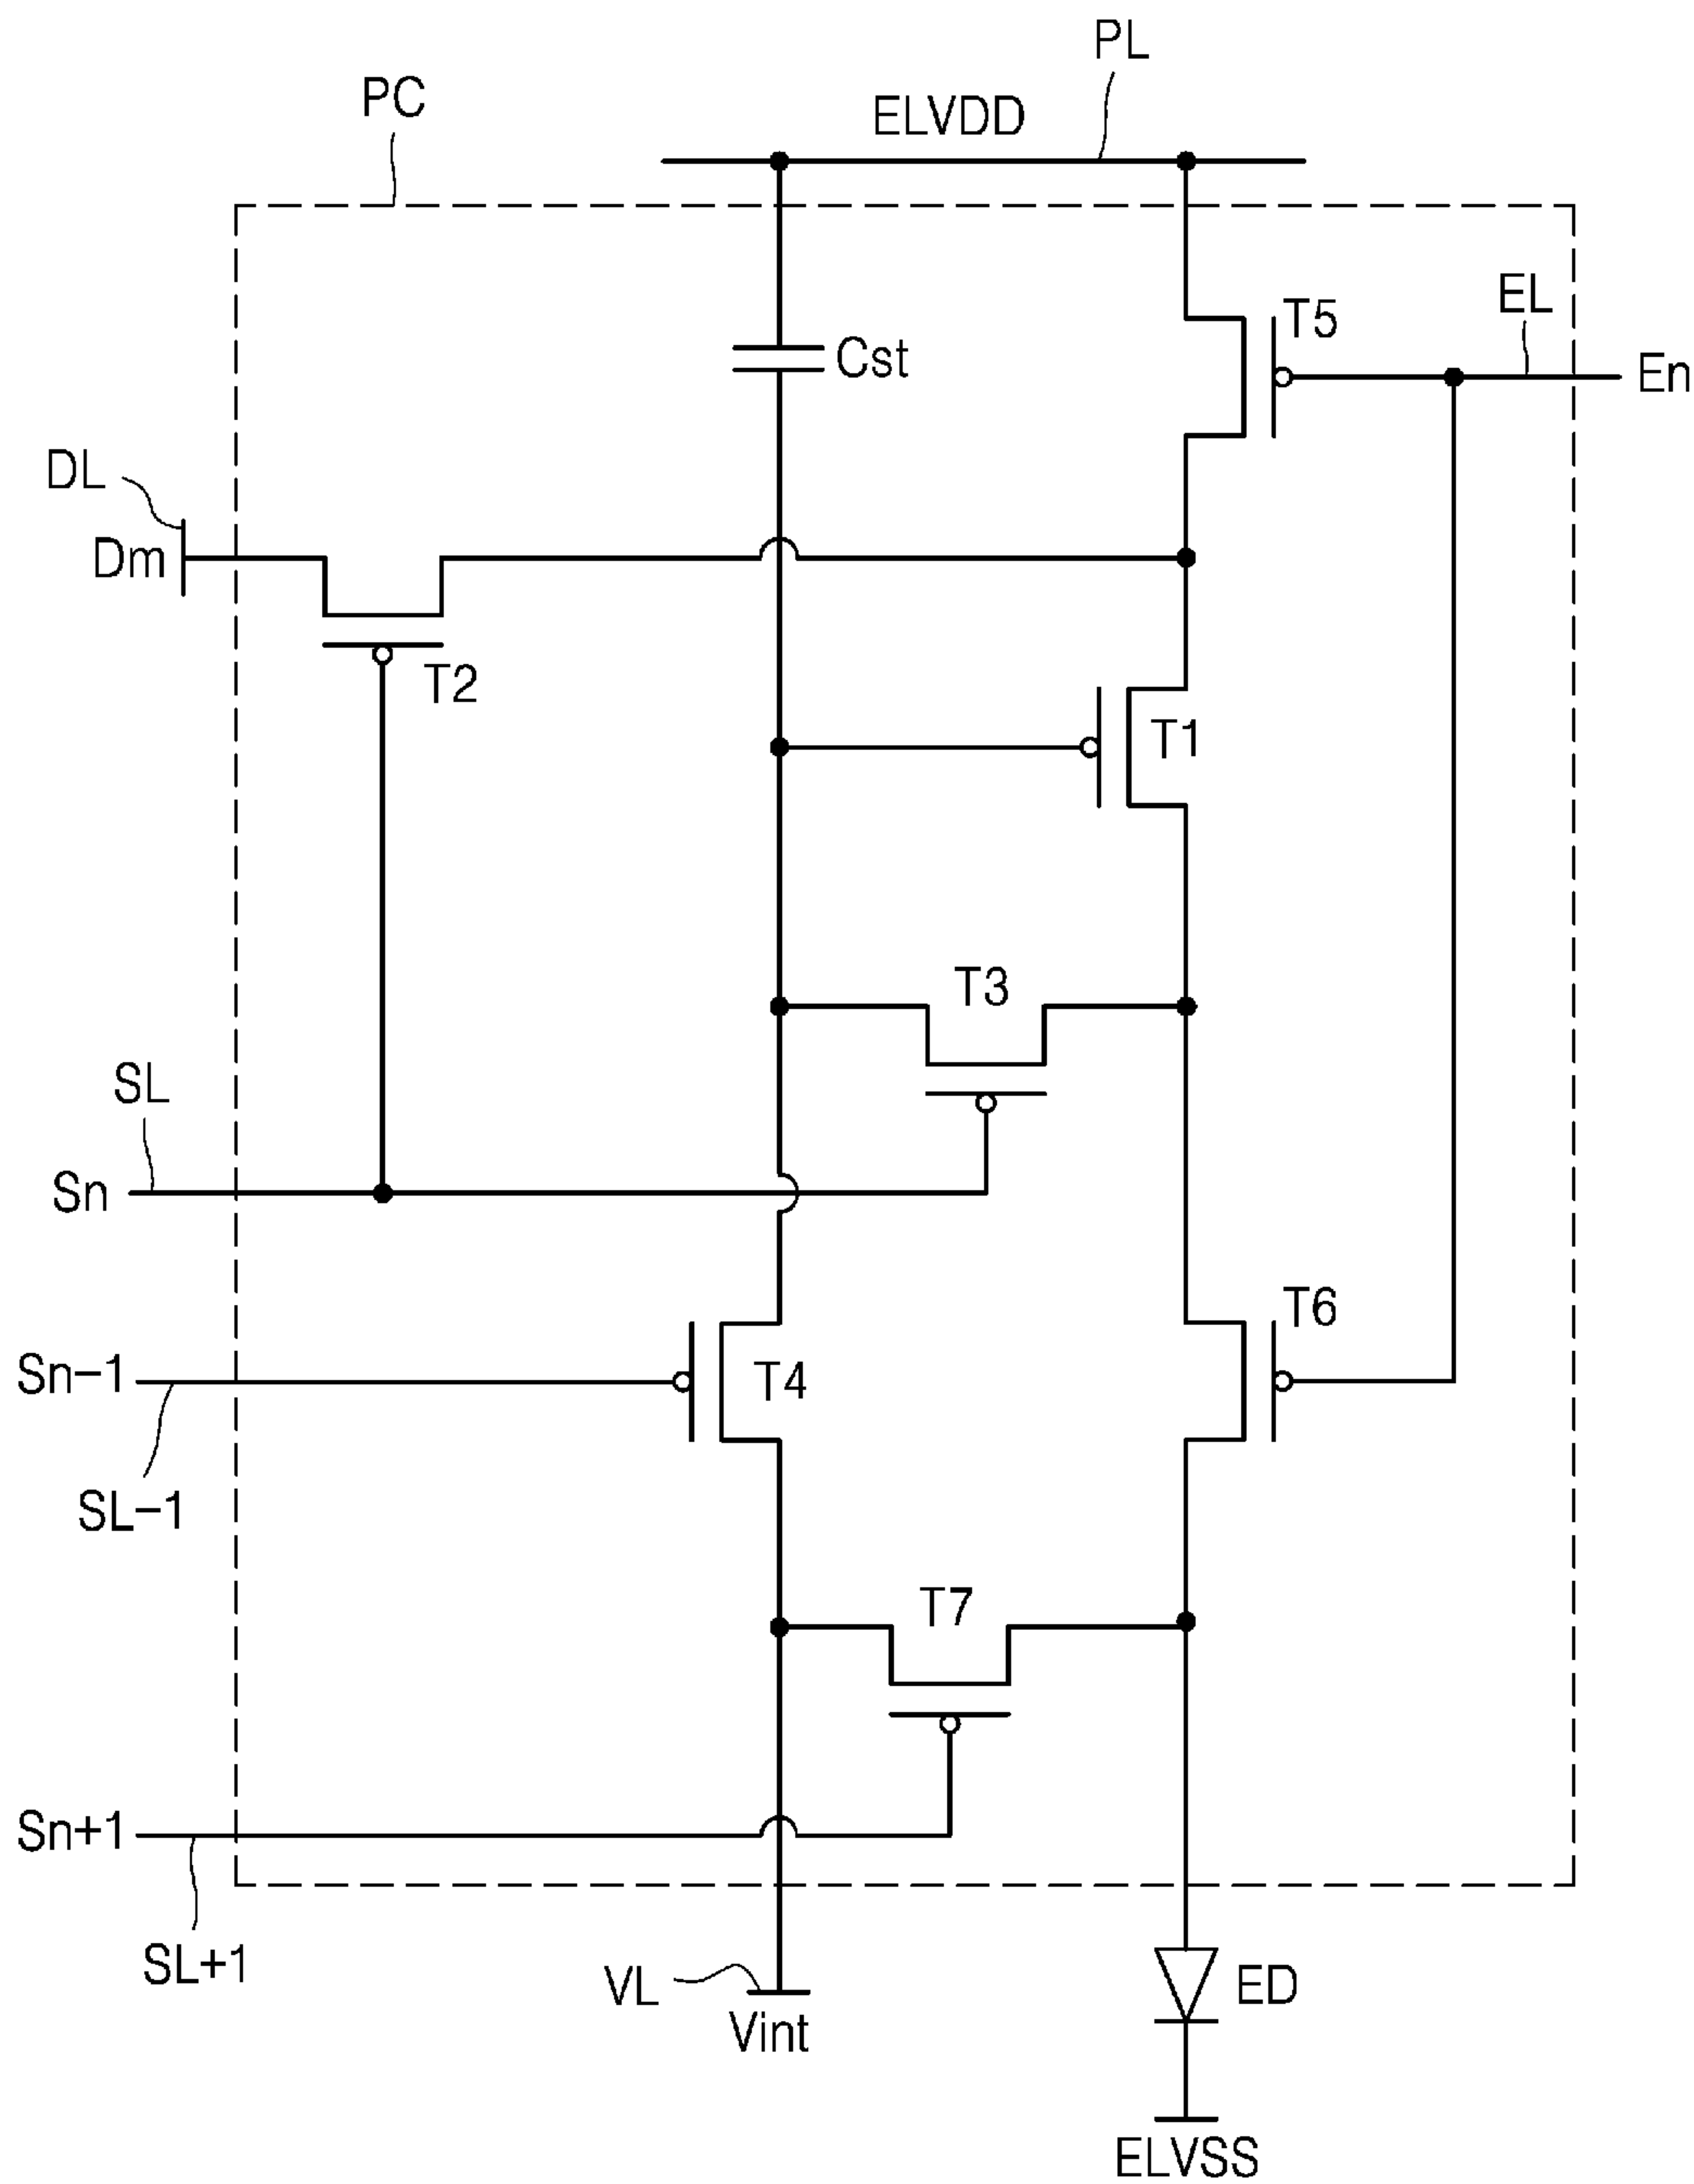 PL
PC
ELVDD
EL
T5
En
Cst
DL
Dm
T2
T1
T3
SL
Sn
T6
Sn-1
T4
SL-1
T7
Sn+1
SL+1
VL
ED
Vint
ELVSS